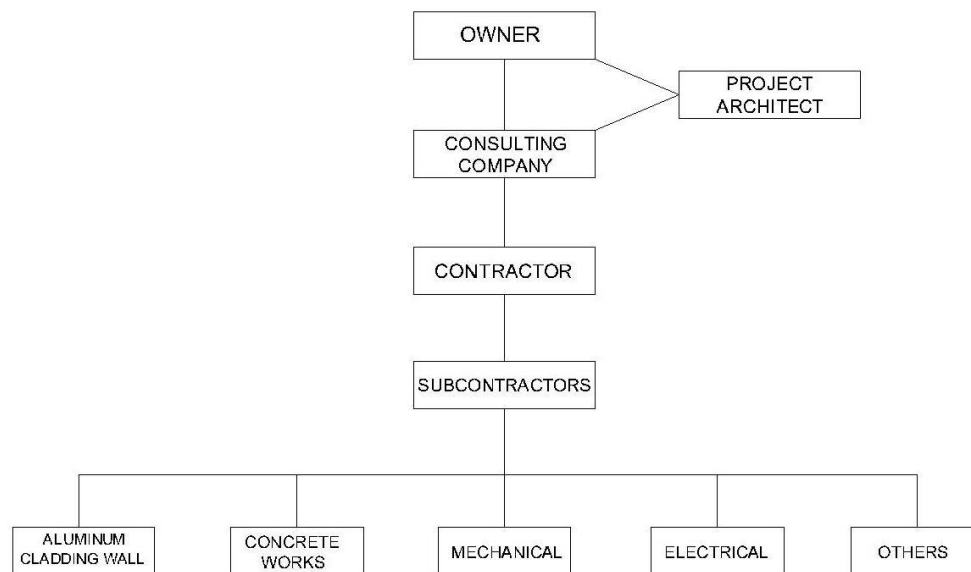 OWNER
PROJECT
ARCHITECT
CONSULTING
COMPANY
CONTRACTOR
SUBCONTRACTORS
ALUMINUM
CLADDING WALL
CONCRETE
WORKS
MECHANICAL
ELECTRICAL
OTHERS